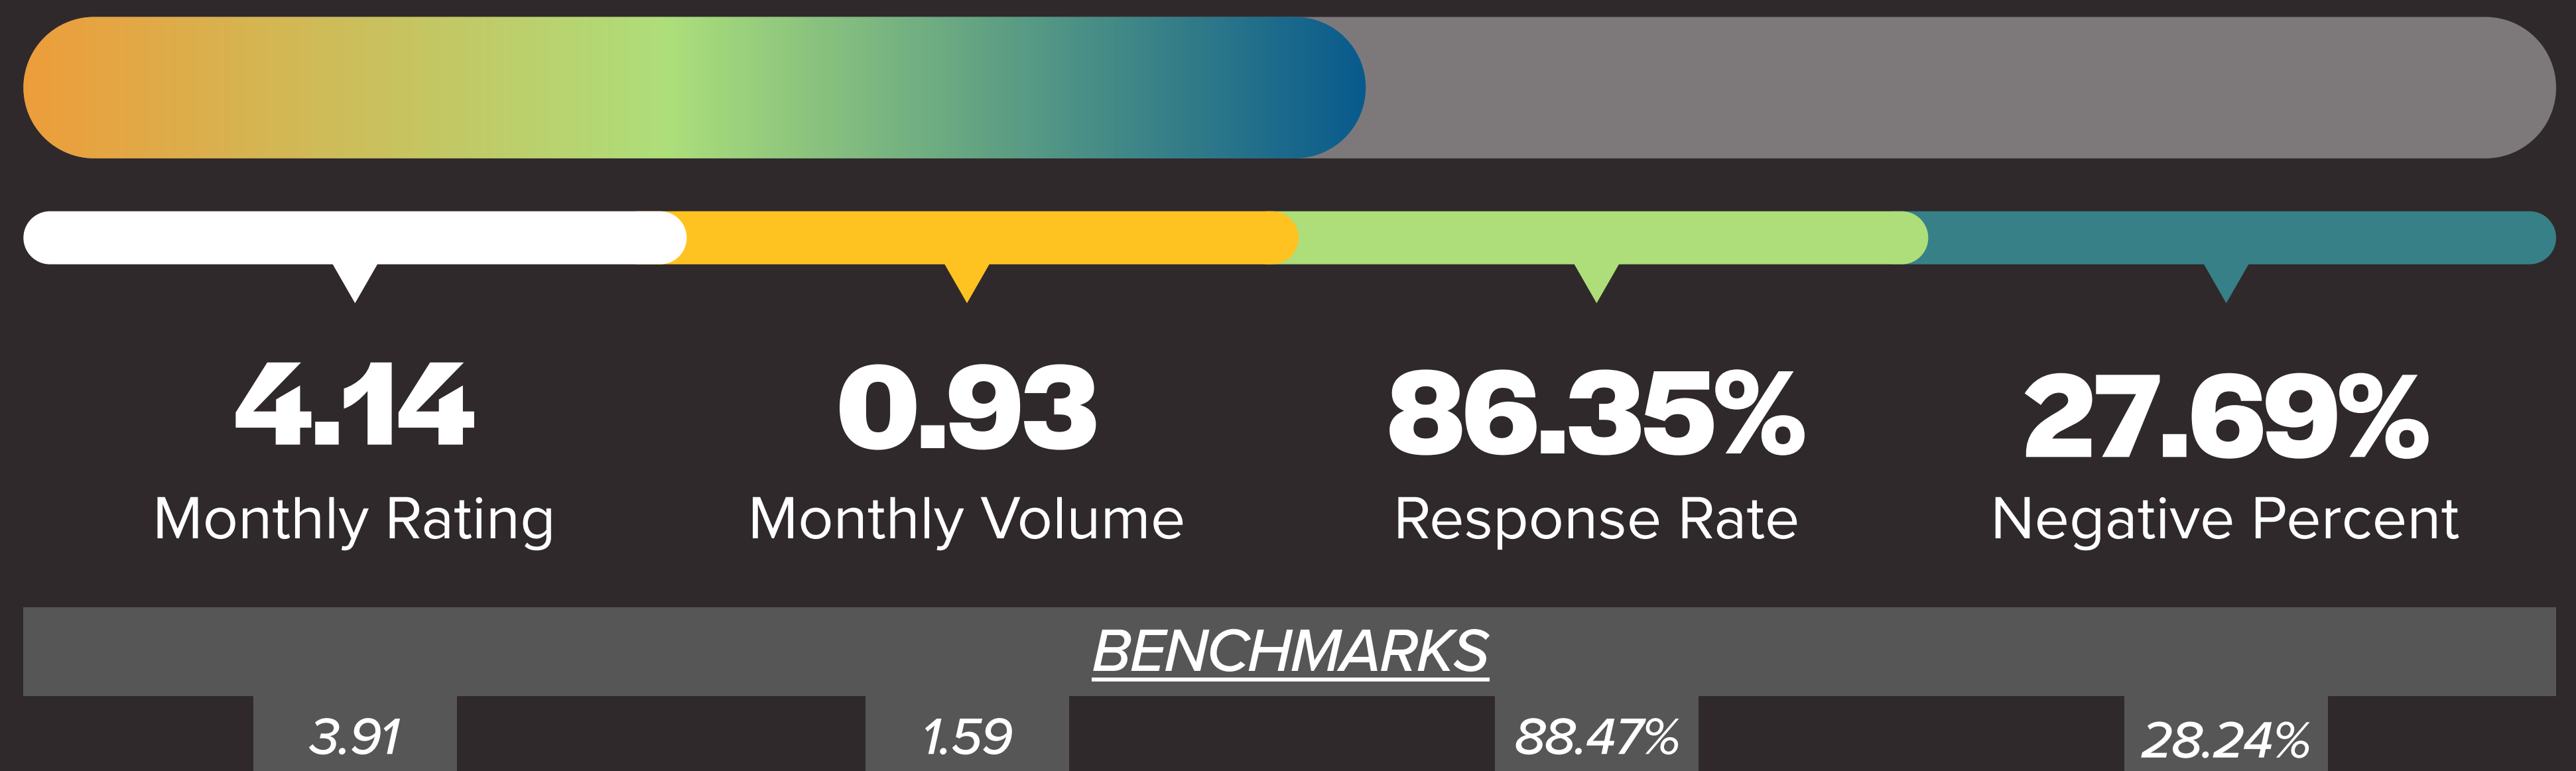 4.14 0.93 86.35% 27.69%
Monthly Rating Monthly Volume Response Rate Negative Percent
BENCHMARKS
3.91 1.59 88.47% 28.24%